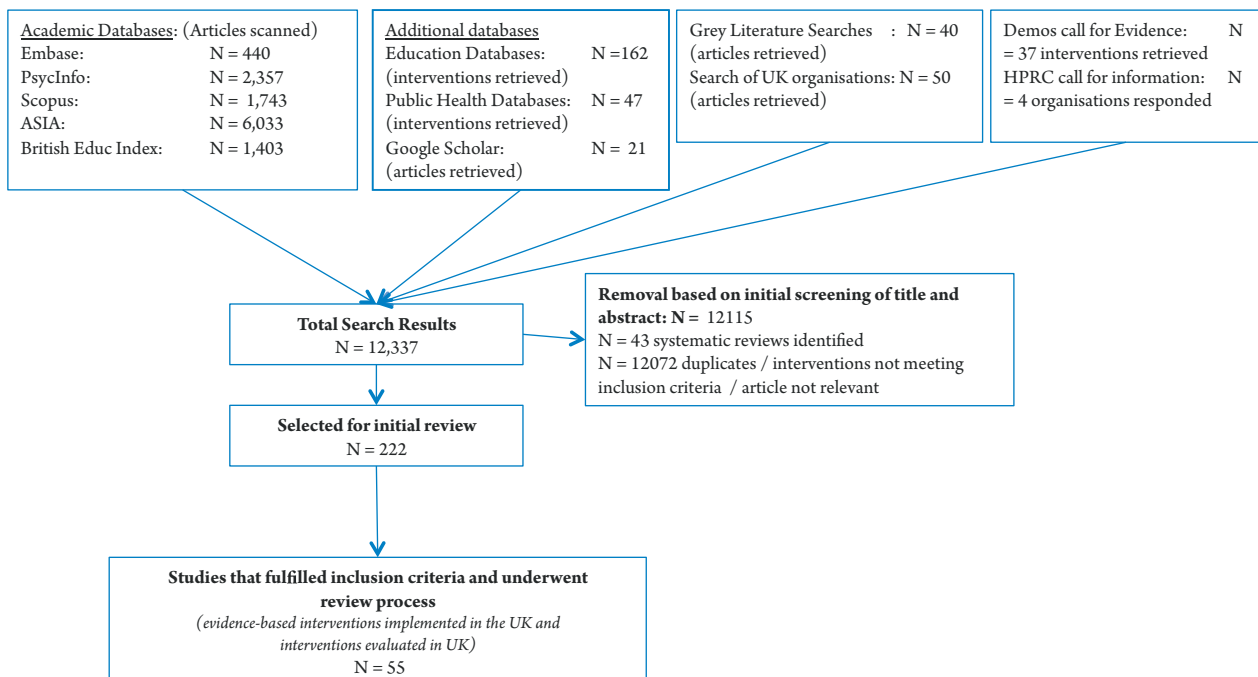 Academic Databases: (Articles scanned)
Embase: N = 440
PsycInfo: N = 2,357
Scopus: N = 1,743
ASIA: N = 6,033
British Educ Index: N = 1,403
Additional databases
Education Databases: N =162
(interventions retrieved)
Public Health Databases: N = 47
(interventions retrieved)
Google Scholar: N = 21
(articles retrieved)
Grey Literature Searches : N = 40
(articles retrieved)
Search of UK organisations: N = 50
(articles retrieved)
Demos call for Evidence: N
= 37 interventions retrieved
HPRC call for information: N
= 4 organisations responded
Total Search Results
N = 12,337
Removal based on initial screening of title and
abstract: N = 12115
N = 43 systematic reviews identified
N = 12072 duplicates / interventions not meeting
inclusion criteria / article not relevant
Selected for initial review
N = 222
Studies that fulfilled inclusion criteria and underwent
review process
(evidence-based interventions implemented in the UK and
interventions evaluated in UK)
N = 55